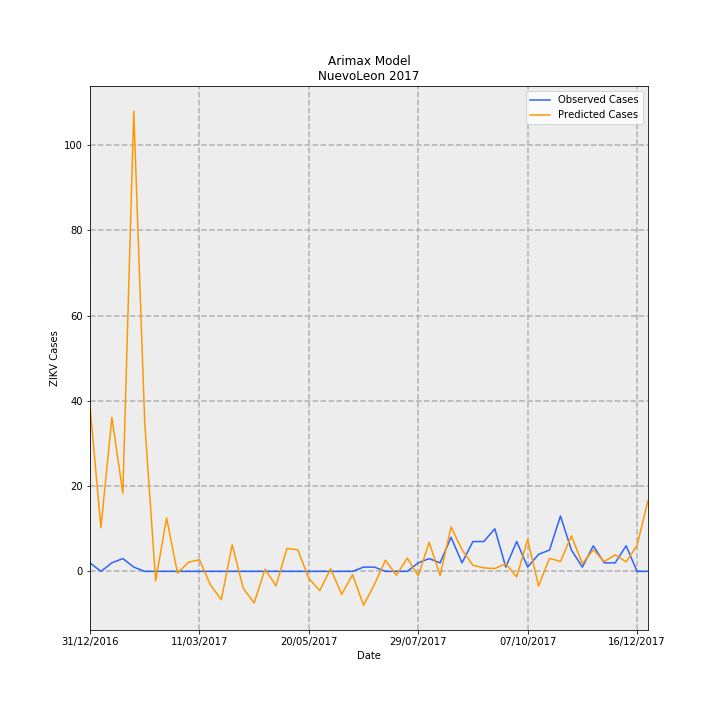 Arimax Model
NuevoLeon 2017
Observed Cases
Predicted Cases
100
80
60
40
20
0
ZIKV Cases
31/12/2016
11/03/2017
20/05/2017
29/07/2017
07/10/2017
16/12/2017
Date